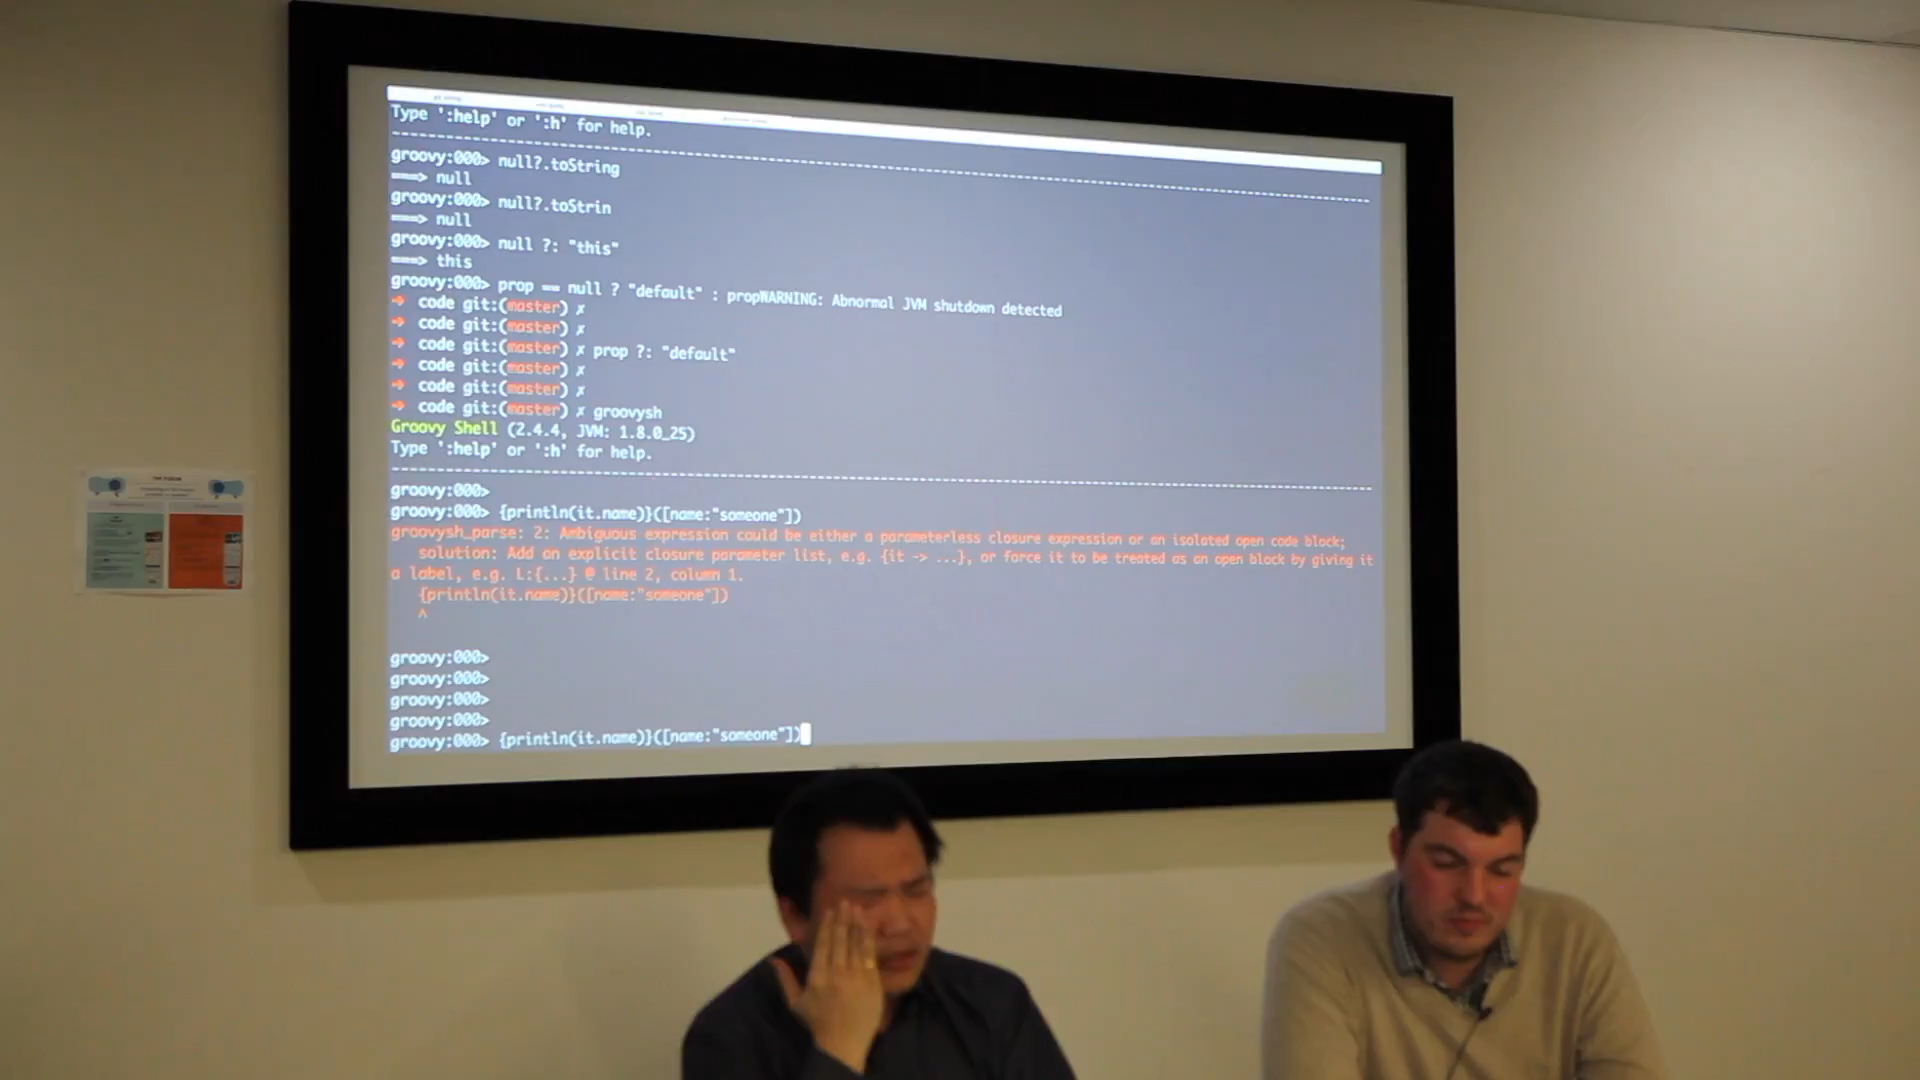 Type ':help' or ':h' for help.
--------------------------------------------------------------------------------
groovy:000> null?.toString
===> null
groovy:000> null?.toStrin
===> null
groovy:000> null ?: "this"
===> this
groovy:000> prop == null ? "default" : propWARNING: Abnormal JVM shutdown detected
➜ code git:(master) ✗
➜ code git:(master) ✗
➜ code git:(master) ✗ prop ?: "default"
➜ code git:(master) ✗
➜ code git:(master) ✗
➜ code git:(master) ✗ groovysh
Groovy Shell (2.4.4, JVM: 1.8.0_25)
Type ':help' or ':h' for help.
--------------------------------------------------------------------------------
groovy:000>
groovy:000> {println(it.name)}([name:"someone"])
groovysh_parse: 2: Ambiguous expression could be either a parameterless closure expression or an isolated open code block;
solution: Add an explicit closure parameter list, e.g. {it -> ...}, or force it to be treated as an open block by giving it
a label, e.g. L:{...} @ line 2, column 1.
{println(it.name)}([name:"someone"])
^
groovy:000>
groovy:000>
groovy:000>
groovy:000>
groovy:000> {println(it.name)}([name:"someone"])